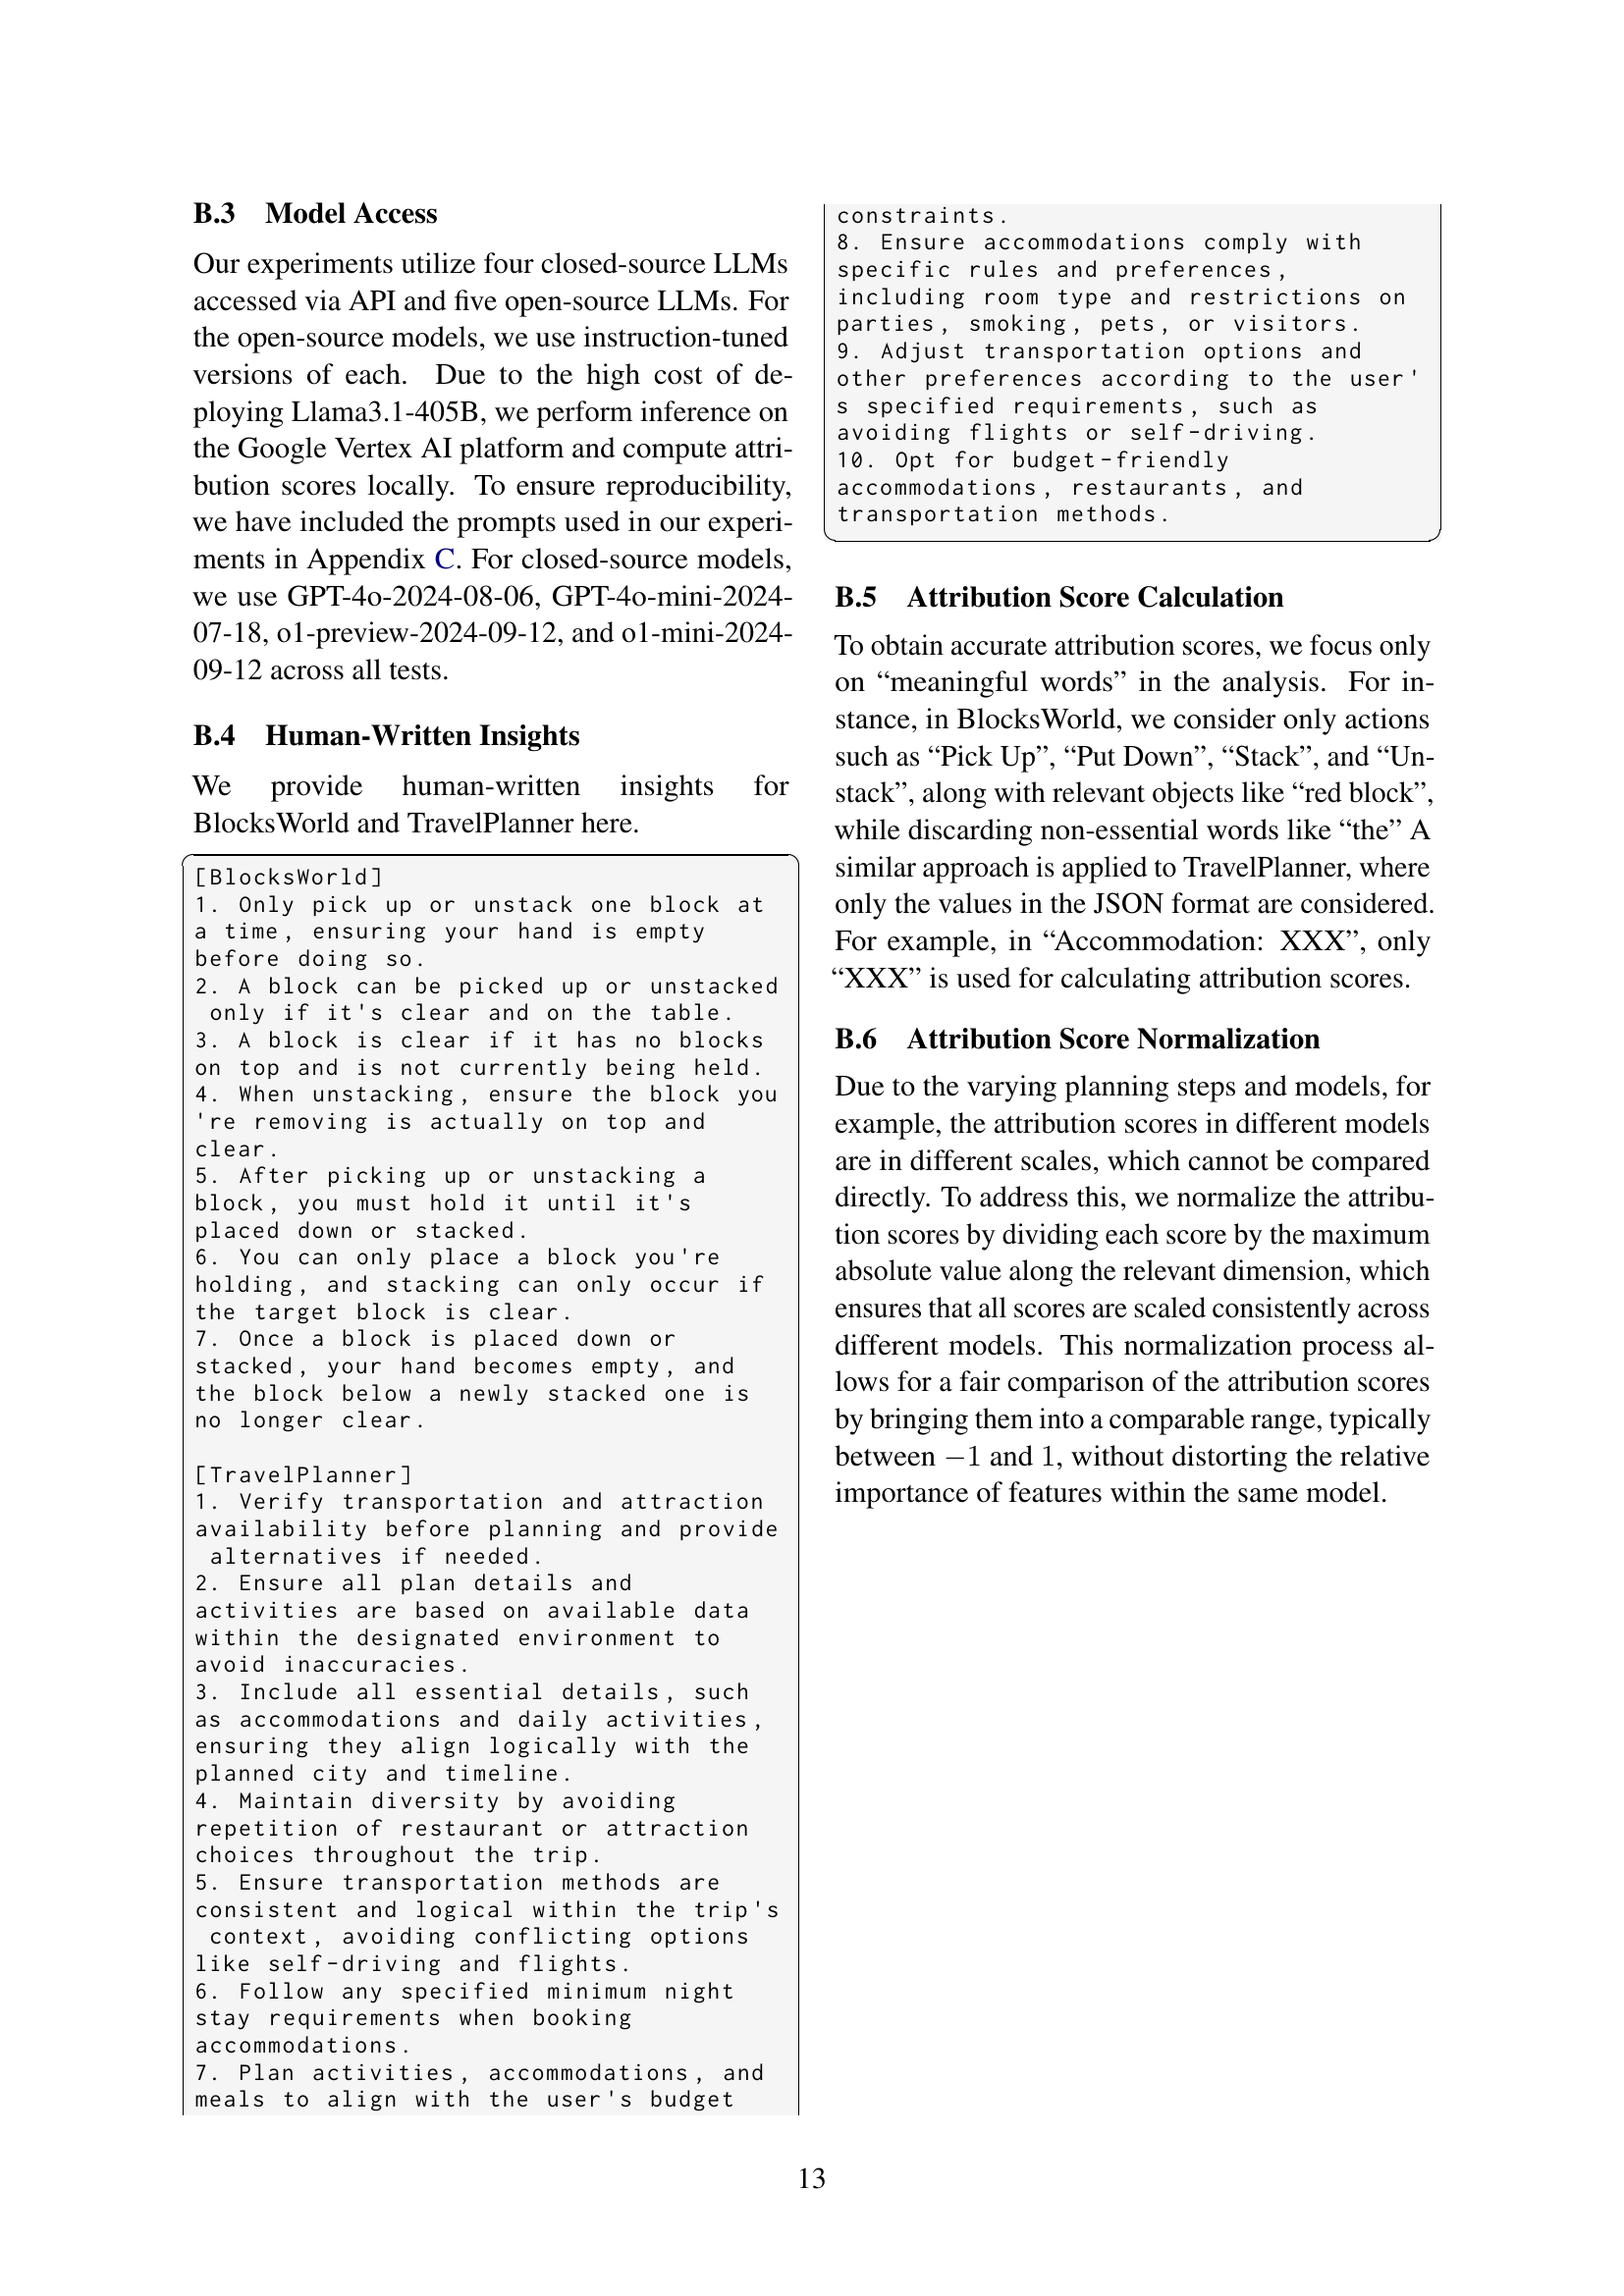 B.3 Model Access
Our experiments utilize four closed-source LLMs
accessed via API and five open-source LLMs. For
the open-source models, we use instruction-tuned
versions of each. Due to the high cost of de-
ploying Llama3.1-405B, we perform inference on
the Google Vertex AI platform and compute attri-
bution scores locally. To ensure reproducibility,
we have included the prompts used in our experi-
ments in Appendix C. For closed-source models,
we use GPT-4o-2024-08-06, GPT-4o-mini-2024-
07-18, o1-preview-2024-09-12, and o1-mini-2024-
09-12 across all tests.
B.4 Human-Written Insights
We provide human-written insights for
BlocksWorld and TravelPlanner here.
[BlocksWorld]
1. Only pick up or unstack one block at
a time, ensuring your hand is empty
before doing so.
2. A block can be picked up or unstacked
only if it's clear and on the table.
3. A block is clear if it has no blocks
on top and is not currently being held.
4. When unstacking, ensure the block you
're removing is actually on top and
clear.
5. After picking up or unstacking a
block, you must hold it until it's
placed down or stacked.
6. You can only place a block you're
holding, and stacking can only occur if
the target block is clear.
7. Once a block is placed down or
stacked, your hand becomes empty, and
the block below a newly stacked one is
no longer clear.
[TravelPlanner]
1. Verify transportation and attraction
availability before planning and provide
alternatives if needed.
2. Ensure all plan details and
activities are based on available data
within the designated environment to
avoid inaccuracies.
3. Include all essential details, such
as accommodations and daily activities,
ensuring they align logically with the
planned city and timeline.
4. Maintain diversity by avoiding
repetition of restaurant or attraction
choices throughout the trip.
5. Ensure transportation methods are
consistent and logical within the trip's
context, avoiding conflicting options
like self-driving and flights.
6. Follow any specified minimum night
stay requirements when booking
accommodations.
7. Plan activities, accommodations, and
meals to align with the user's budget
constraints.
8. Ensure accommodations comply with
specific rules and preferences,
including room type and restrictions on
parties, smoking, pets, or visitors.
9. Adjust transportation options and
other preferences according to the user'
s specified requirements, such as
avoiding flights or self-driving.
10. Opt for budget-friendly
accommodations, restaurants, and
transportation methods.
B.5 Attribution Score Calculation
To obtain accurate attribution scores, we focus only
on “meaningful words” in the analysis. For in-
stance, in BlocksWorld, we consider only actions
such as “Pick Up”, “Put Down”, “Stack”, and “Un-
stack”, along with relevant objects like “red block”,
while discarding non-essential words like “the” A
similar approach is applied to TravelPlanner, where
only the values in the JSON format are considered.
For example, in “Accommodation: XXX”, only
“XXX” is used for calculating attribution scores.
B.6 Attribution Score Normalization
Due to the varying planning steps and models, for
example, the attribution scores in different models
are in different scales, which cannot be compared
directly. To address this, we normalize the attribu-
tion scores by dividing each score by the maximum
absolute value along the relevant dimension, which
ensures that all scores are scaled consistently across
different models. This normalization process al-
lows for a fair comparison of the attribution scores
by bringing them into a comparable range, typically
between −1 and 1, without distorting the relative
importance of features within the same model.
13